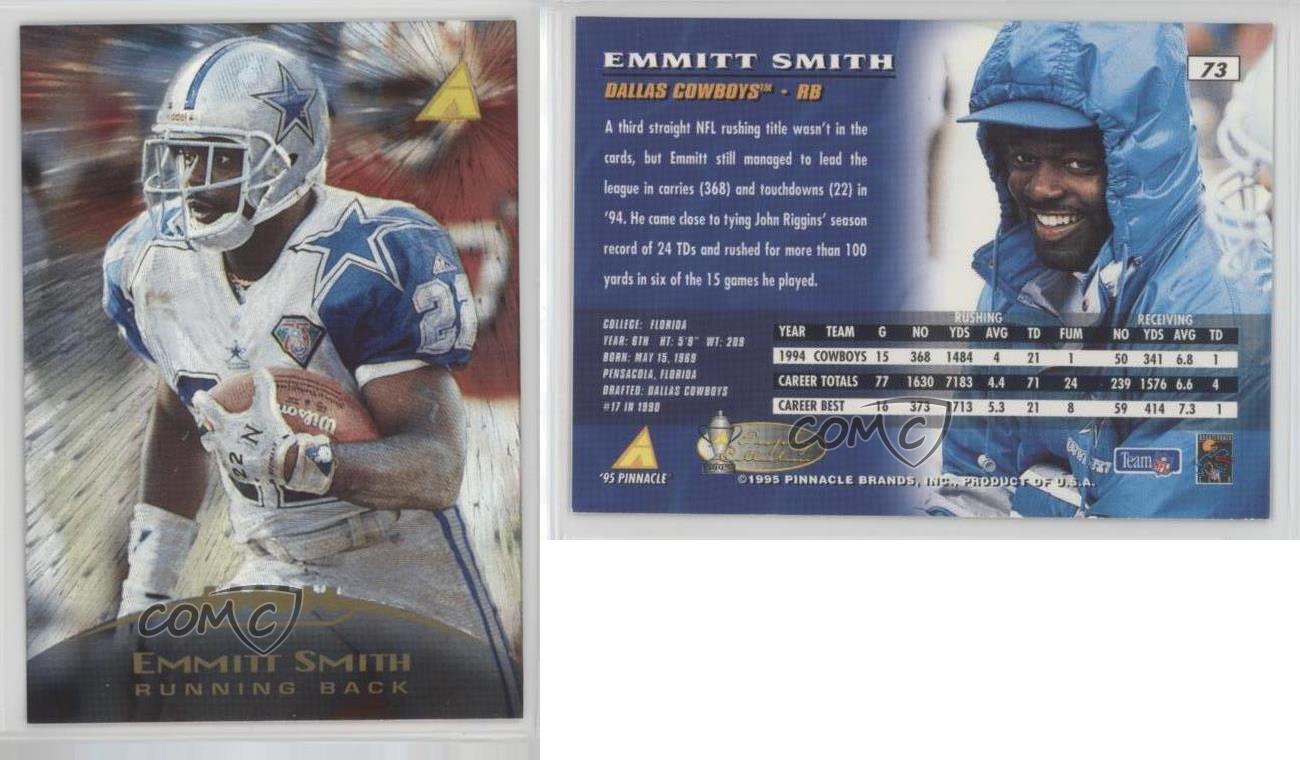 Riddell
22
Wilson
22
N
COMC
EMMITT SMITH
RUNNING BACK
EMMITT SMITH
73
DALLAS COWBOYS™ - RB
A third straight NFL rushing title wasn't in the
cards, but Emmitt still managed to lead the
league in carries (368) and touchdowns (22) in
'94. He came close to tying John Riggins' season
record of 24 TDs and rushed for more than 100
yards in six of the 15 games he played.
COLLEGE: FLORIDA
YEAR: 6TH HT: 5'9" WT: 209
BORN: MAY 15, 1969
PENSACOLA, FLORIDA
DRAFTED: DALLAS COWBOYS
#17 IN 1990
RUSHING RECEIVING
YEAR TEAM G NO YDS AVG TD FUM NO YDS AVG TD
1994 COWBOYS 15 368 1484 4 21 1 50 341 6.8 1
CAREER TOTALS 77 1630 7183 4.4 71 24 239 1576 6.6 4
CAREER BEST 16 373 1713 5.3 21 8 59 414 7.3 1
COMC
Team NFL
'95 PINNACLE
©1995 PINNACLE BRANDS, INC., PRODUCT OF U.S.A.